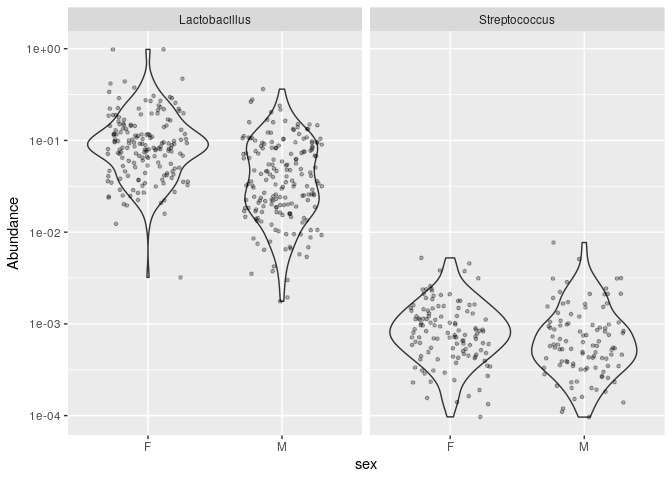 Lactobacillus Streptococcus
1e+00
1e-01
1e-02
1e-03
1e-04
Abundance
F M F M
sex